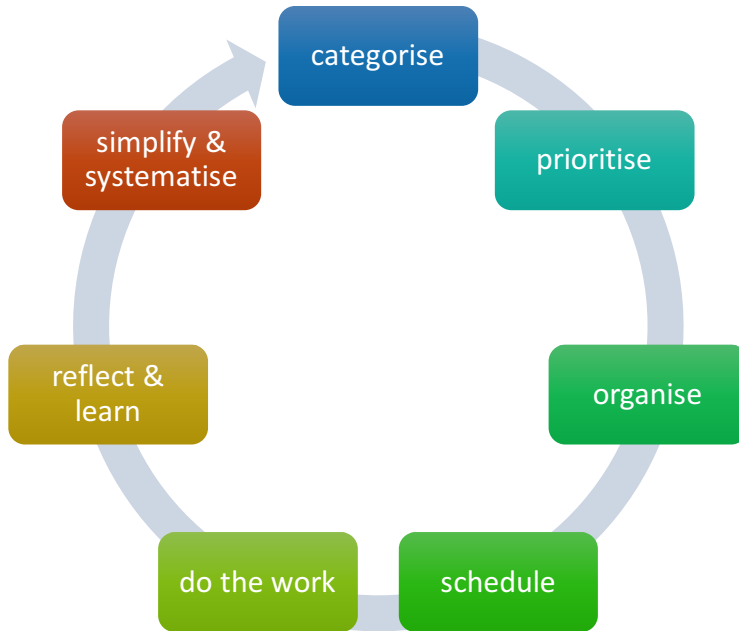 categorise
prioritise
organise
schedule
do the work
reflect &
learn
simplify &
systematise